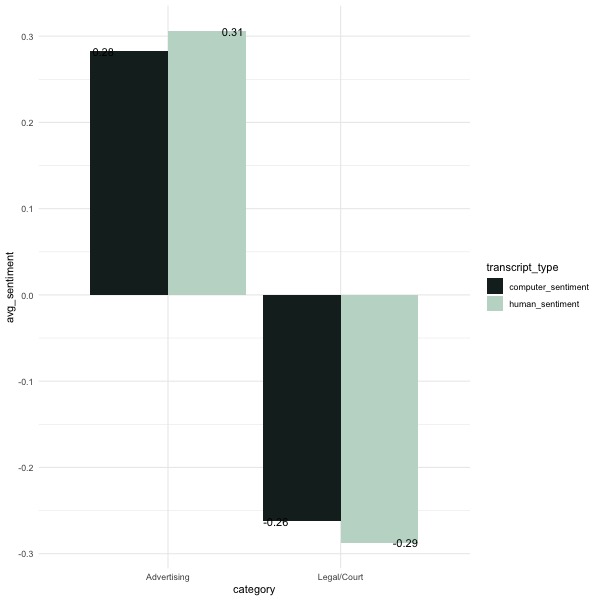 0.3
0.2
0.1
0.0
-0.1
-0.2
-0.3
avg_sentiment
0.28
0.31
-0.26
-0.29
Advertising
Legal/Court
category
transcript_type
computer_sentiment
human_sentiment